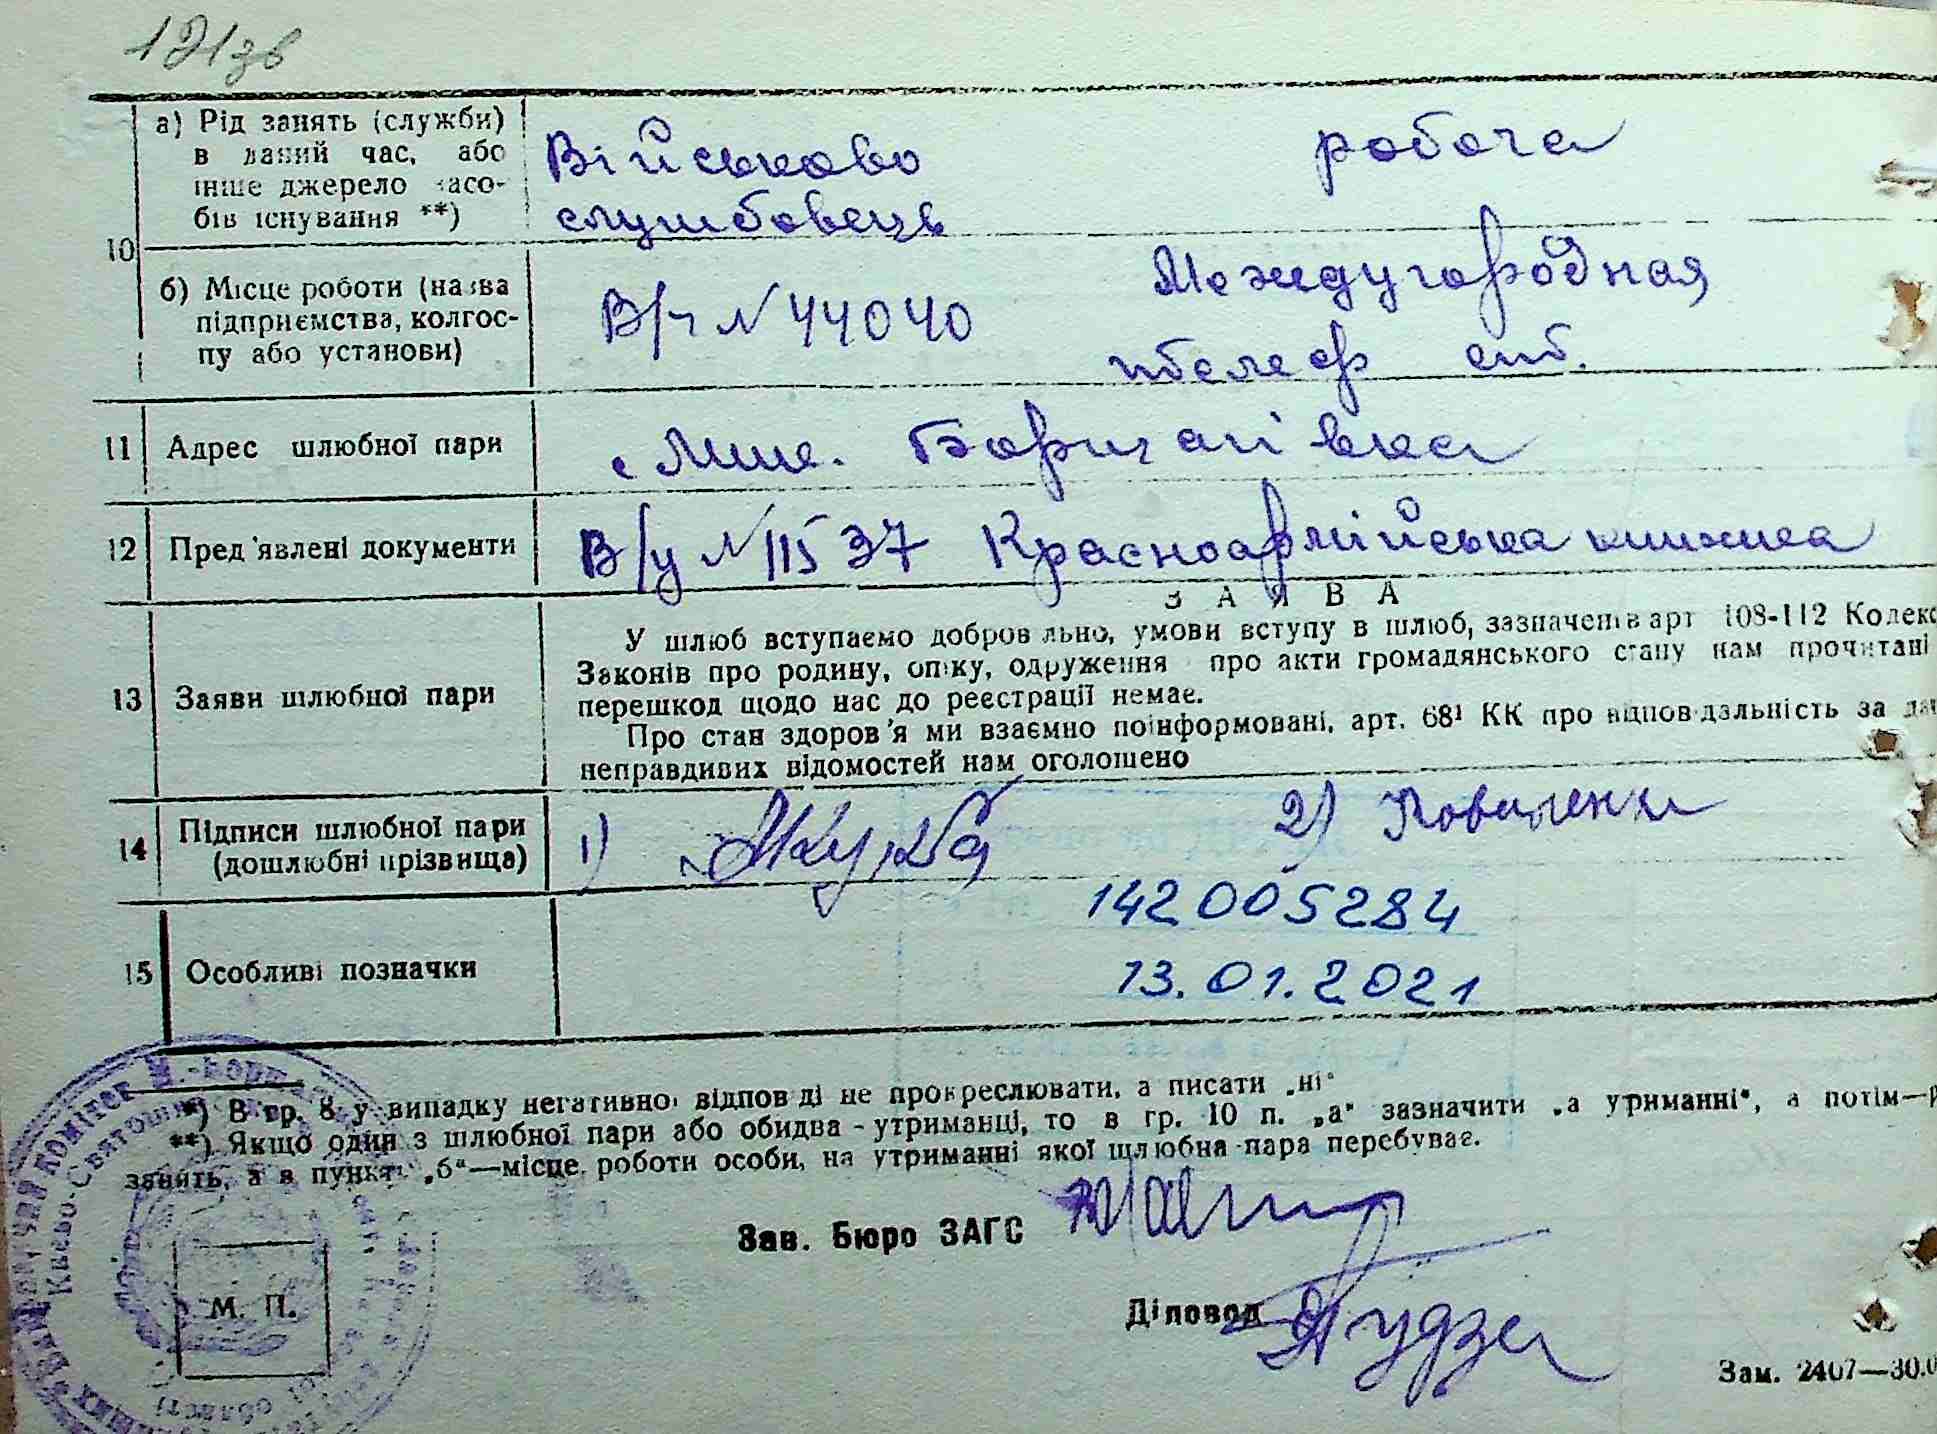 121зв
а) Рід занять (служби) в даний час, або інше джерело засобів існування **)
Військово
службовець
робоча
10
б) Місце роботи (назва підприємства, колгоспу або установи)
В/ч № 44040
Междугородная
телеф ст.
11 Адрес шлюбної пари
с Мик. Борщагівка
12 Пред'явлені документи
В/у № 111537 Красноармійська книжка
ЗАЯВА
13 Заяви шлюбної пари
У шлюб вступаємо добровільно, умови вступу в шлюб, зазначені в арт 108-112 Кодекс
Законів про родину, опіку, одруження про акти громадянського стану нам прочитані
перешкод щодо нас до реєстрації немає.
Про стан здоров'я ми взаємно поінформовані, арт. 68¹ КК про відповідальність за да
неправдивих відомостей нам оголошено
14 Підписи шлюбної пари
(дошлюбні прізвища)
1)
2) Коваленко
142005284
15 Особливі позначки
13.01.2021
*) В гр. 8 у випадку негативної відповіді не прокреслювати, а писати „ні“
**) Якщо один з шлюбної пари або обидва - утриманці, то в гр. 10 п. „а“ зазначити „а утриманні“, а потім—р
занять, а в пункті „б“—місце роботи особи, на утриманні якої шлюбна пара перебуває.
Зав. Бюро ЗАГС
М. П.
Діловод
Зам. 2407—30.